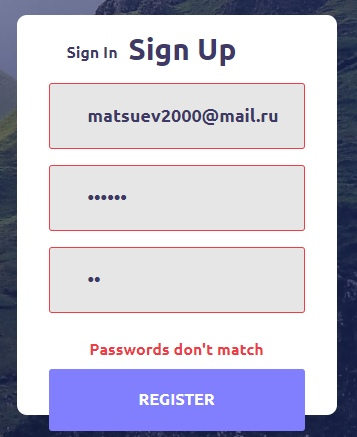 Sign In Sign Up
matsuev2000@mail.ru
••••••
••
Passwords don't match
REGISTER